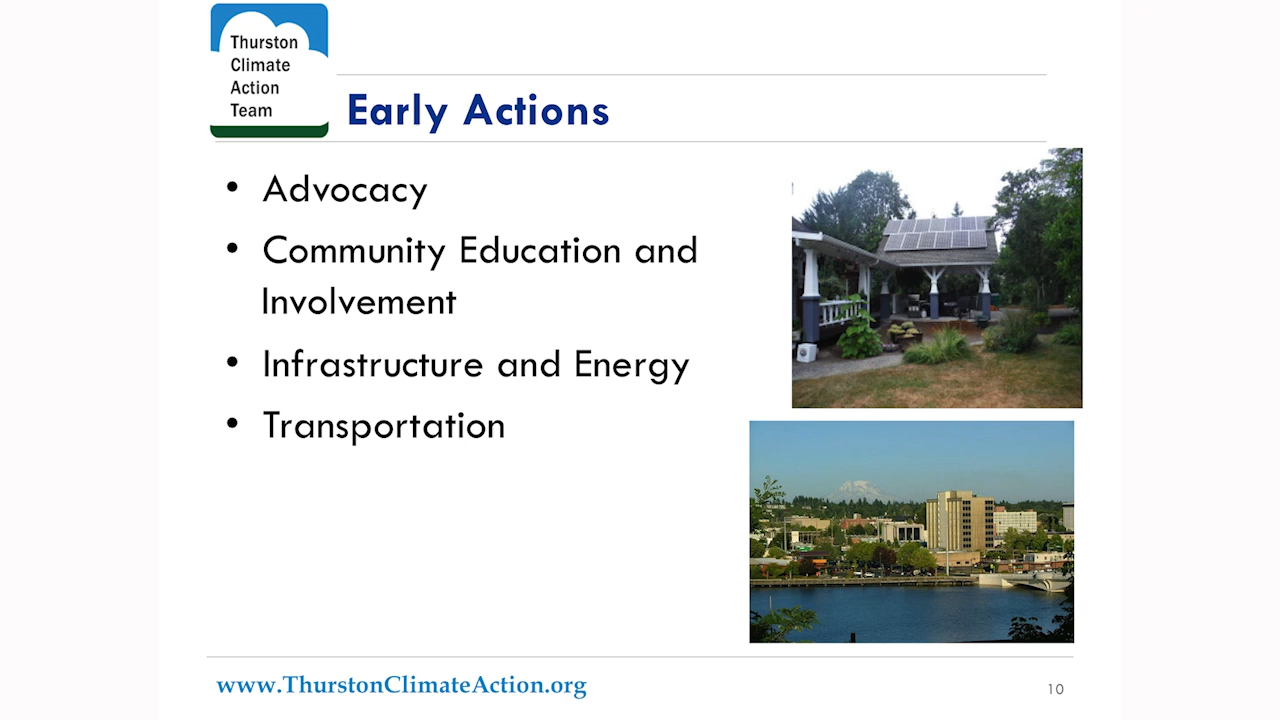 Thurston
Climate
Action
Team
Early Actions
• Advocacy
• Community Education and
Involvement
• Infrastructure and Energy
• Transportation
www.ThurstonClimateAction.org
10